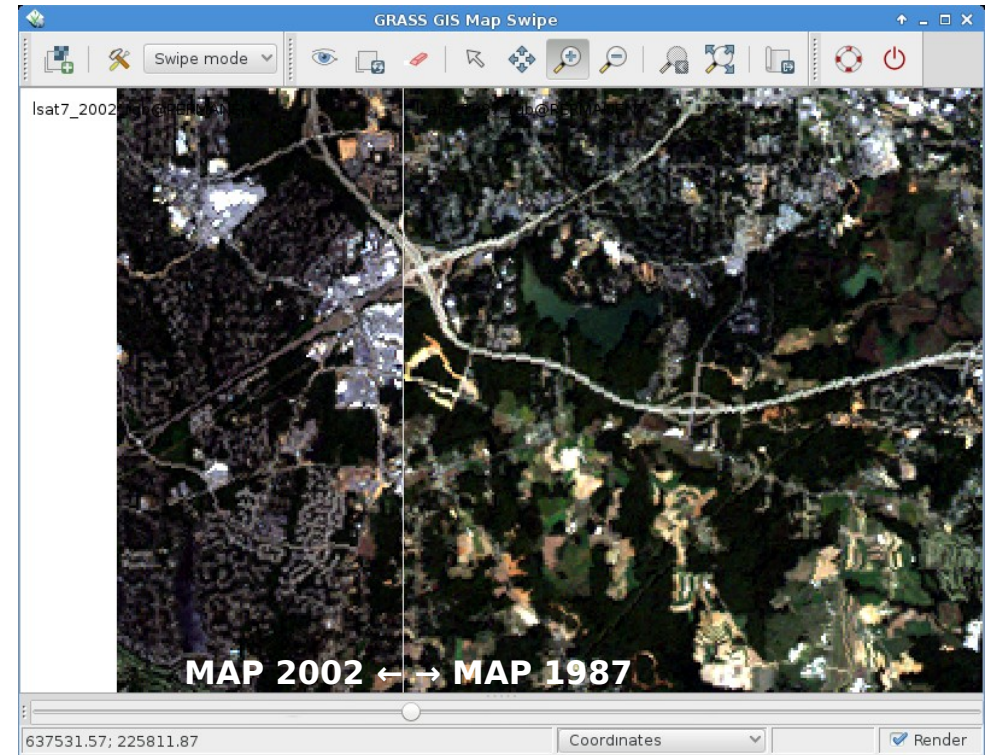 GRASS GIS Map Swipe
Swipe mode
lsat7_2002
MAP 2002 ← → MAP 1987
637531.57; 225811.87
Coordinates
Render